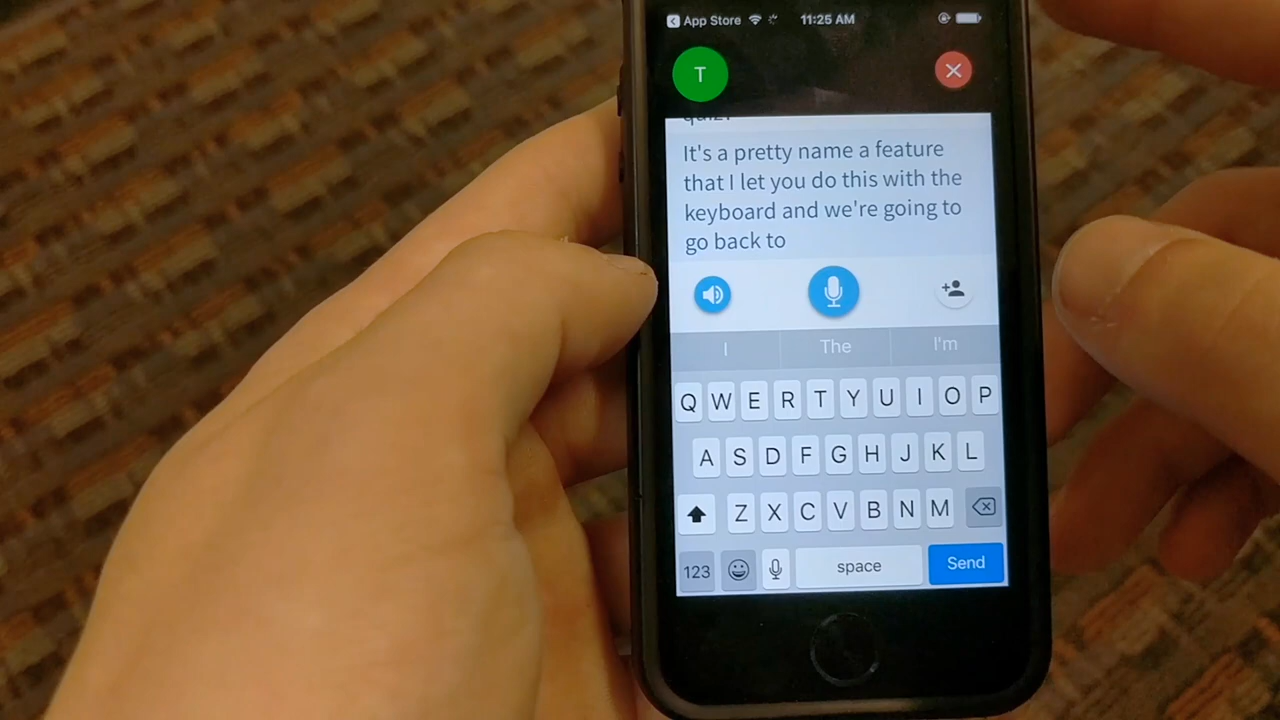 App Store 11:25 AM
T
quiz?
It's a pretty name a feature
that I let you do this with the
keyboard and we're going to
go back to
I The I'm
Q W E R T Y U I O P
A S D F G H J K L
Z X C V B N M
123 space Send